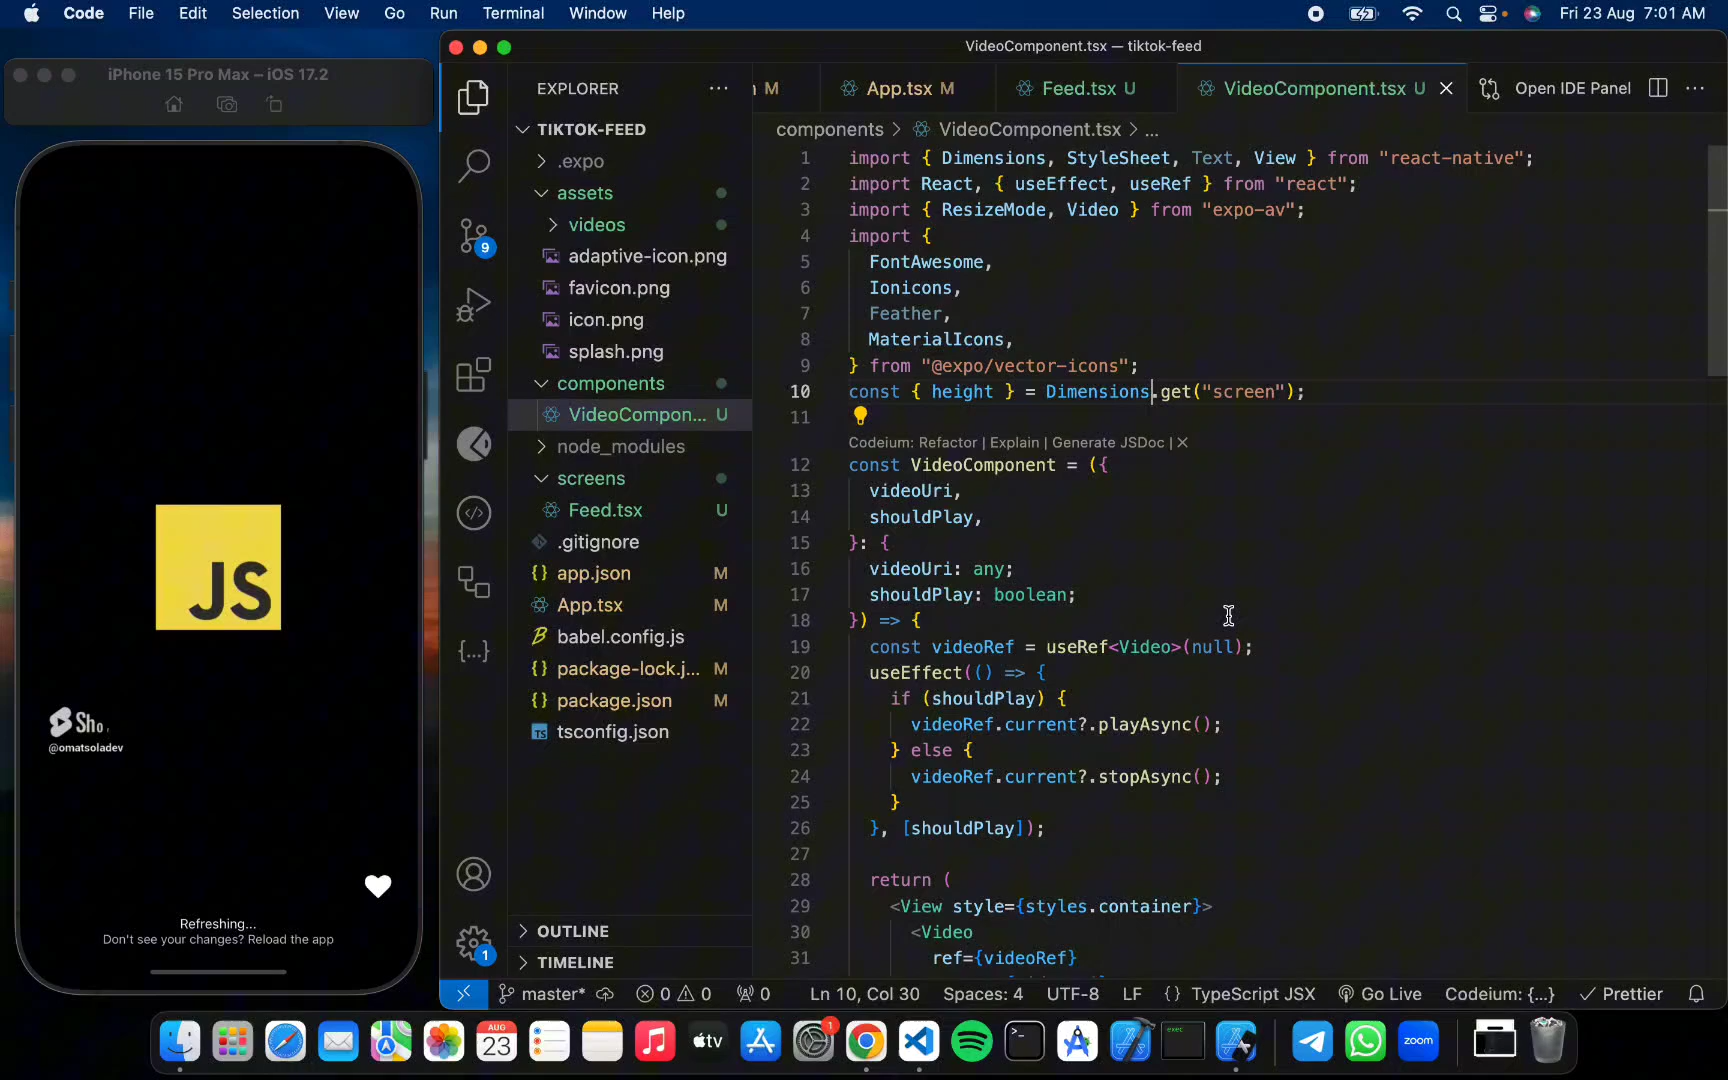 Code File Edit Selection View Go Run Terminal Window Help
Fri 23 Aug 7:01 AM
iPhone 15 Pro Max – iOS 17.2
JS
Sho
@omatsoladev
Refreshing...
Don't see your changes? Reload the app
VideoComponent.tsx — tiktok-feed
EXPLORER
TIKTOK-FEED
.expo
assets
videos
adaptive-icon.png
favicon.png
icon.png
splash.png
components
VideoCompon... U
node_modules
screens
Feed.tsx U
.gitignore
app.json M
App.tsx M
babel.config.js
package-lock.j... M
package.json M
tsconfig.json
OUTLINE
TIMELINE
9
1
M App.tsx M Feed.tsx U VideoComponent.tsx U Open IDE Panel
components > VideoComponent.tsx > ...
1 import { Dimensions, StyleSheet, Text, View } from "react-native";
2 import React, { useEffect, useRef } from "react";
3 import { ResizeMode, Video } from "expo-av";
4 import {
5 FontAwesome,
6 Ionicons,
7 Feather,
8 MaterialIcons,
9 } from "@expo/vector-icons";
10 const { height } = Dimensions.get("screen");
11
Codeium: Refactor | Explain | Generate JSDoc | X
12 const VideoComponent = ({
13 videoUri,
14 shouldPlay,
15 }: {
16 videoUri: any;
17 shouldPlay: boolean;
18 }) => {
19 const videoRef = useRef<Video>(null);
20 useEffect(() => {
21 if (shouldPlay) {
22 videoRef.current?.playAsync();
23 } else {
24 videoRef.current?.stopAsync();
25 }
26 }, [shouldPlay]);
27
28 return (
29 <View style={styles.container}>
30 <Video
31 ref={videoRef}
master* 0 0 0 Ln 10, Col 30 Spaces: 4 UTF-8 LF {} TypeScript JSX Go Live Codeium: {...} Prettier
AUG
23
tv
1
exec
zoom